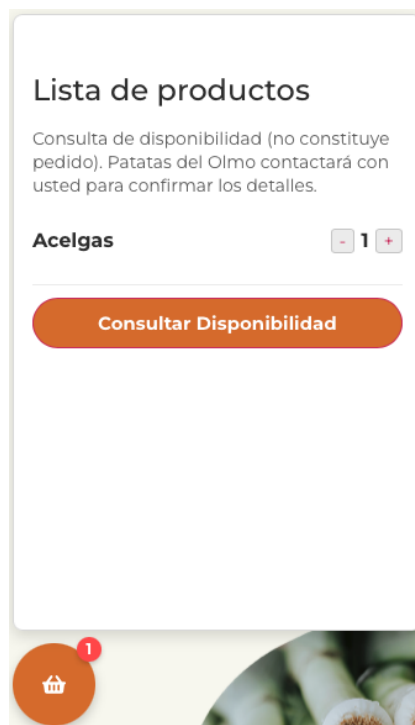 Lista de productos
Consulta de disponibilidad (no constituye
pedido). Patatas del Olmo contactará con
usted para confirmar los detalles.
Acelgas - 1 +
Consultar Disponibilidad
1